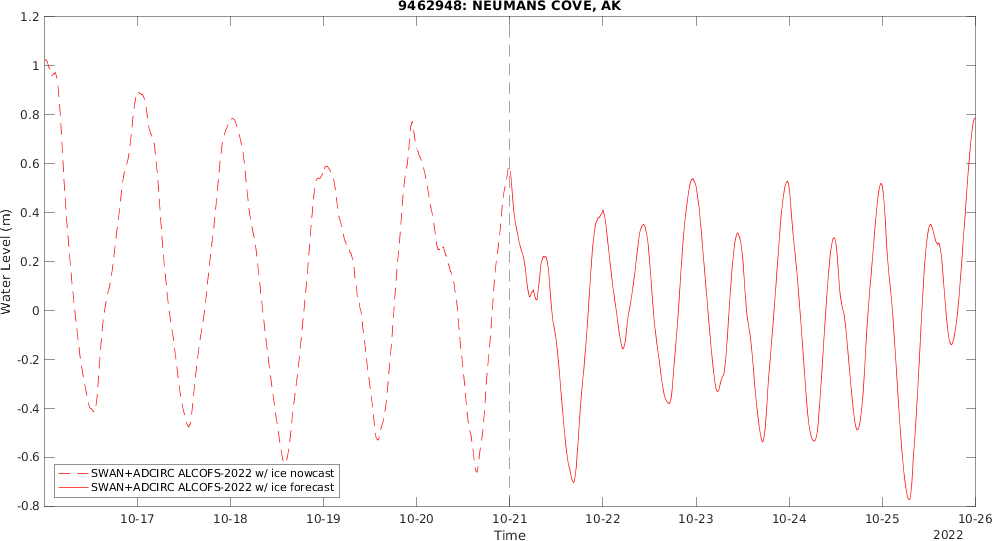 9462948: NEUMANS COVE, AK
1.2
1
0.8
0.6
0.4
0.2
0
-0.2
-0.4
-0.6
-0.8
Water Level (m)
SWAN+ADCIRC ALCOFS-2022 w/ ice nowcast
SWAN+ADCIRC ALCOFS-2022 w/ ice forecast
10-17 10-18 10-19 10-20 10-21 10-22 10-23 10-24 10-25 10-26
Time
2022